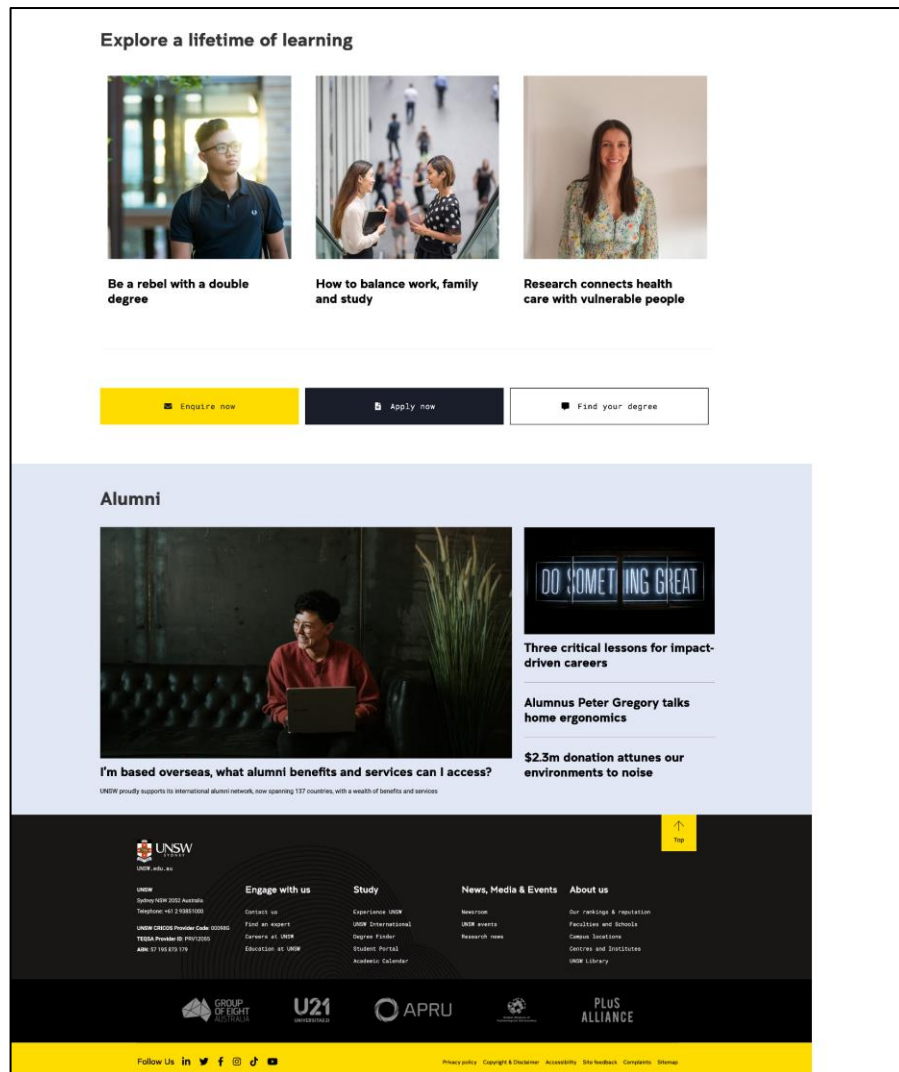 Explore a lifetime of learning
Be a rebel with a double
degree
How to balance work, family
and study
Research connects health
care with vulnerable people
Enquire now
Apply now
Find your degree
Alumni
DO SOMETHING GREAT
Three critical lessons for impact-
driven careers
Alumnus Peter Gregory talks
home ergonomics
$2.3m donation attunes our
environments to noise
I'm based overseas, what alumni benefits and services can I access?
UNSW proudly supports its international alumni network, now spanning 137 countries, with a wealth of benefits and services
Top
UNSW
SYDNEY
UNSW.edu.au
UNSW
Sydney NSW 2052 Australia
Telephone: +61 2 93851000
UNSW CRICOS Provider Code: 00098G
TEQSA Provider ID: PRV12055
ABN: 57 195 873 179
Engage with us
Contact us
Find an expert
Careers at UNSW
Education at UNSW
Study
Experience UNSW
UNSW International
Degree Finder
Student Portal
Academic Calendar
News, Media & Events
Newsroom
UNSW events
Research news
About us
Our rankings & reputation
Faculties and Schools
Campus locations
Centres and Institutes
UNSW Library
GROUP
OF EIGHT
AUSTRALIA
U21
UNIVERSITAS 21
APRU
PLuS
ALLIANCE
Follow Us
Privacy policy Copyright & Disclaimer Accessibility Site feedback Complaints Sitemap